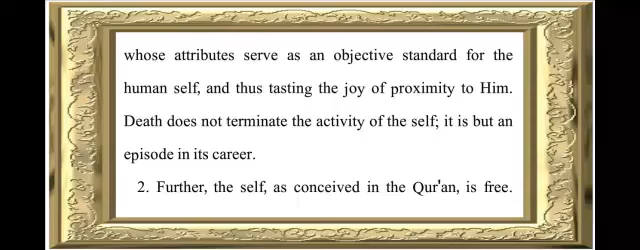 whose attributes serve as an objective standard for the
human self, and thus tasting the joy of proximity to Him.
Death does not terminate the activity of the self; it is but an
episode in its career.
2. Further, the self, as conceived in the Qur'an, is free.